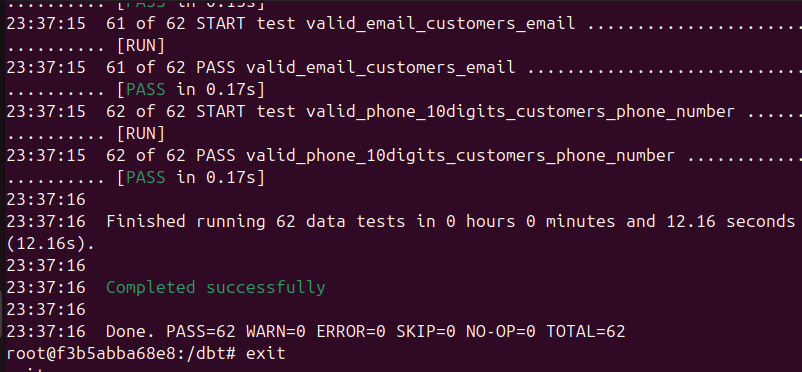 .......... [PASS in 0.15s]
23:37:15  61 of 62 START test valid_email_customers_email ..........................
.......... [RUN]
23:37:15  61 of 62 PASS valid_email_customers_email ................................
.......... [PASS in 0.17s]
23:37:15  62 of 62 START test valid_phone_10digits_customers_phone_number ......
.......... [RUN]
23:37:15  62 of 62 PASS valid_phone_10digits_customers_phone_number ............
.......... [PASS in 0.17s]
23:37:16
23:37:16  Finished running 62 data tests in 0 hours 0 minutes and 12.16 seconds
(12.16s).
23:37:16
23:37:16  Completed successfully
23:37:16
23:37:16  Done. PASS=62 WARN=0 ERROR=0 SKIP=0 NO-OP=0 TOTAL=62
root@f3b5abba68e8:/dbt# exit
exit